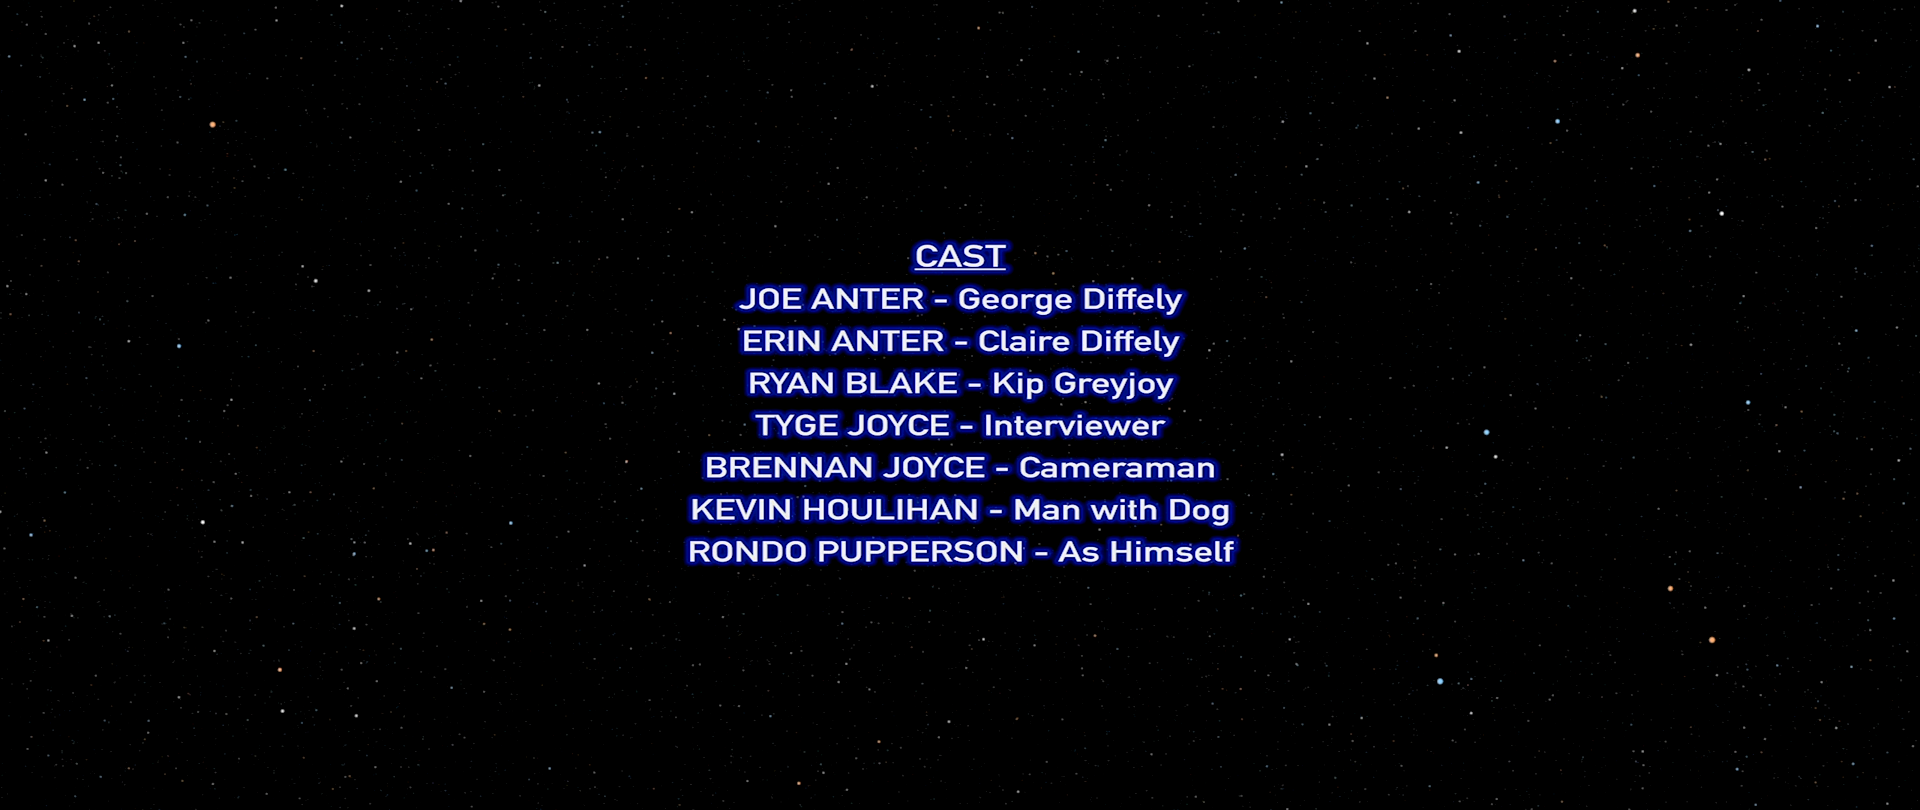 CAST
JOE ANTER - George Diffely
ERIN ANTER - Claire Diffely
RYAN BLAKE - Kip Greyjoy
TYGE JOYCE - Interviewer
BRENNAN JOYCE - Cameraman
KEVIN HOULIHAN - Man with Dog
RONDO PUPPERSON - As Himself